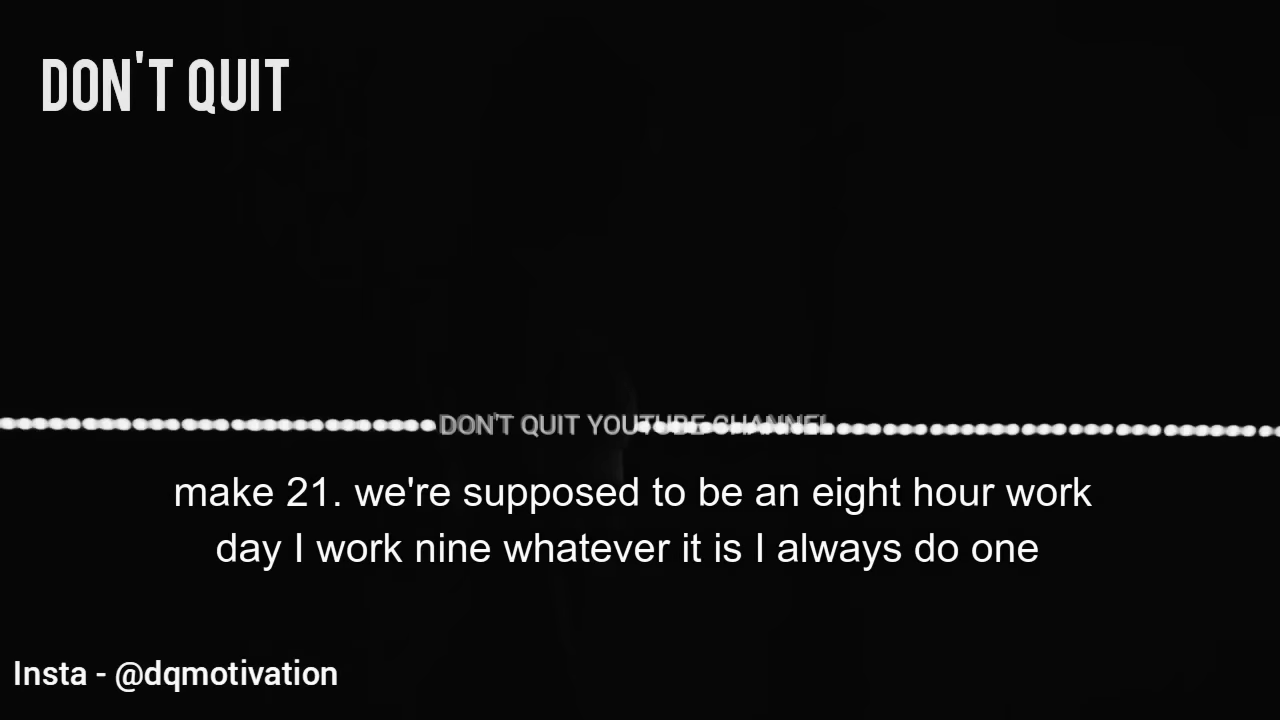 DON'T QUIT
DON'T QUIT YOUTUBE CHANNEL
make 21. we're supposed to be an eight hour work
day I work nine whatever it is I always do one
Insta - @dqmotivation